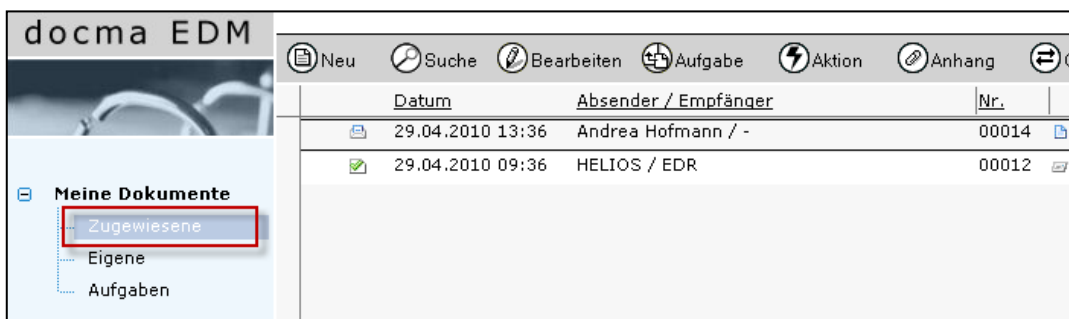 docma EDM
Neu Suche Bearbeiten Aufgabe Aktion Anhang
Datum Absender / Empfänger Nr.
29.04.2010 13:36 Andrea Hofmann / - 00014
29.04.2010 09:36 HELIOS / EDR 00012
Meine Dokumente
Zugewiesene
Eigene
Aufgaben